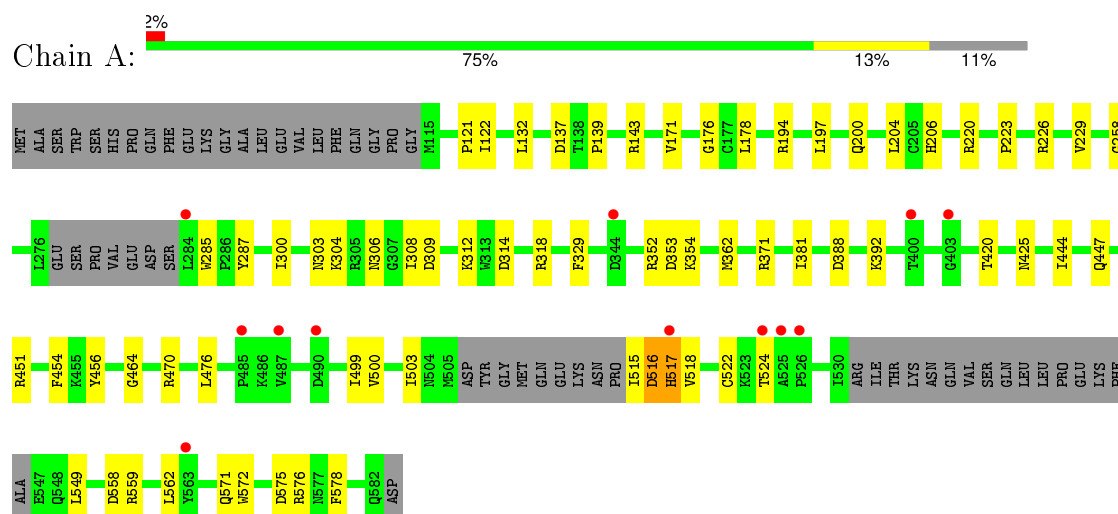 2%
Chain A:
75% 13% 11%
MET ALA SER TRP SER HIS PRO GLN PHE GLU LYS GLY ALA LEU GLU VAL LEU PHE GLN GLY PRO GLY M115 P121 I122 L132 D137 T138 P139 R143 V171 G176 C177 L178 R194 L197 Q200 L204 C205 H206 R220 P223 R226 V229
L276 GLU SER PRO VAL GLU ASP SER L284 W285 P286 Y287 I300 N303 K304 R305 N306 G307 I308 D309 K312 W313 D314 R318 F329 D344 R352 D353 K354 M362 R371 I381 D388 K392 T400 G403 T420 N425 I444 Q447
R451 F454 K455 Y456 G464 R470 L476 P485 K486 V487 D490 I499 V500 I503 N504 M505 ASP TYR GLY MET GLN GLU LYS ASN PRO I515 D516 H517 V518 C522 K523 T524 A525 P526 I530 ARG ILE THR LYS ASN GLN VAL SER GLN LEU LEU PRO GLU LYS PHE
ALA E547 Q548 L549 D558 R559 L562 Y563 Q571 W572 D575 R576 N577 F578 Q582 ASP